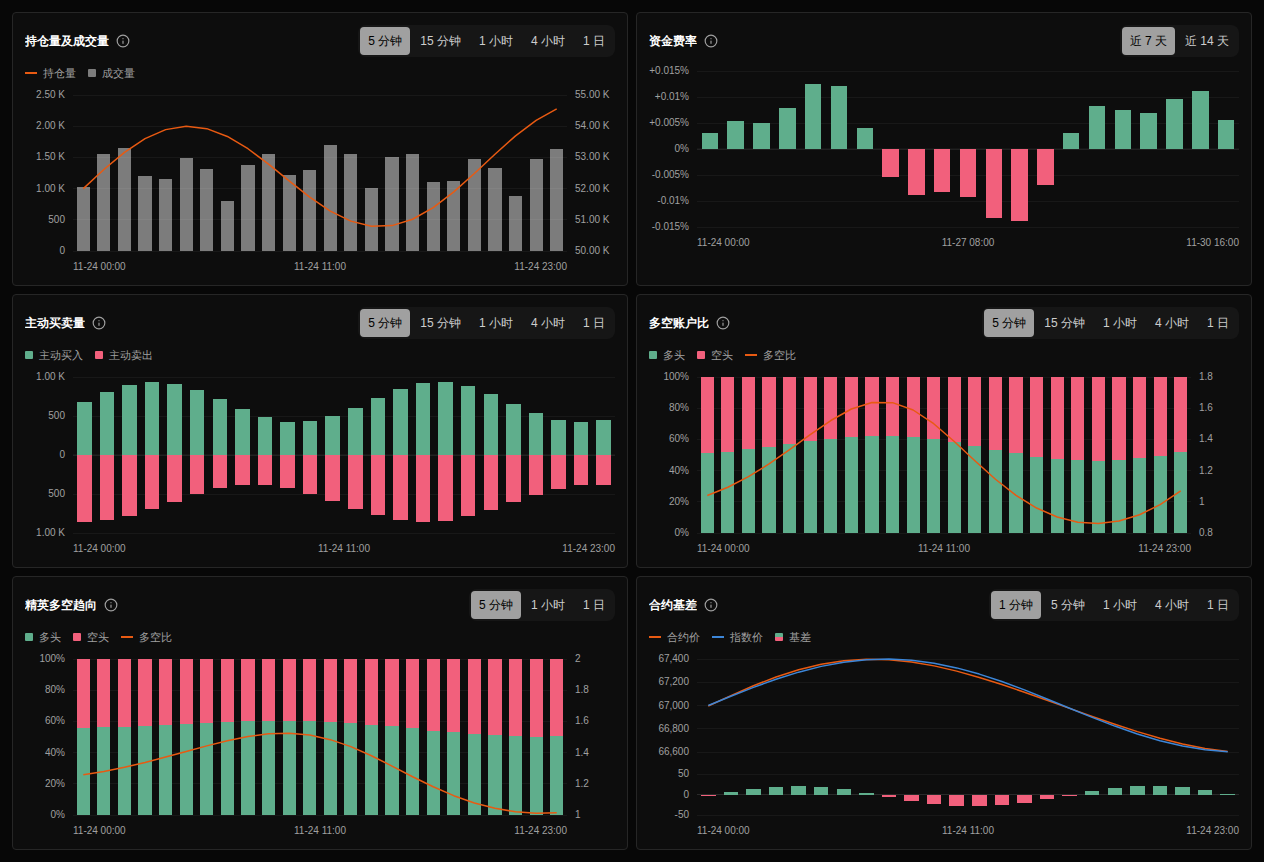 持仓量及成交量
5 分钟 15 分钟 1 小时 4 小时 1 日
持仓量 成交量
2.50 K 55.00 K
2.00 K 54.00 K
1.50 K 53.00 K
1.00 K 52.00 K
500 51.00 K
0 50.00 K
11-24 00:00 11-24 11:00 11-24 23:00
资金费率
近 7 天 近 14 天
+0.015%
+0.01%
+0.005%
0%
-0.005%
-0.01%
-0.015%
11-24 00:00 11-27 08:00 11-30 16:00
主动买卖量
5 分钟 15 分钟 1 小时 4 小时 1 日
主动买入 主动卖出
1.00 K
500
0
500
1.00 K
11-24 00:00 11-24 11:00 11-24 23:00
多空账户比
5 分钟 15 分钟 1 小时 4 小时 1 日
多头 空头 多空比
100% 1.8
80% 1.6
60% 1.4
40% 1.2
20% 1
0% 0.8
11-24 00:00 11-24 11:00 11-24 23:00
精英多空趋向
5 分钟 1 小时 1 日
多头 空头 多空比
100% 2
80% 1.8
60% 1.6
40% 1.4
20% 1.2
0% 1
11-24 00:00 11-24 11:00 11-24 23:00
合约基差
1 分钟 5 分钟 1 小时 4 小时 1 日
合约价 指数价 基差
67,400
67,200
67,000
66,800
66,600
50
0
-50
11-24 00:00 11-24 11:00 11-24 23:00